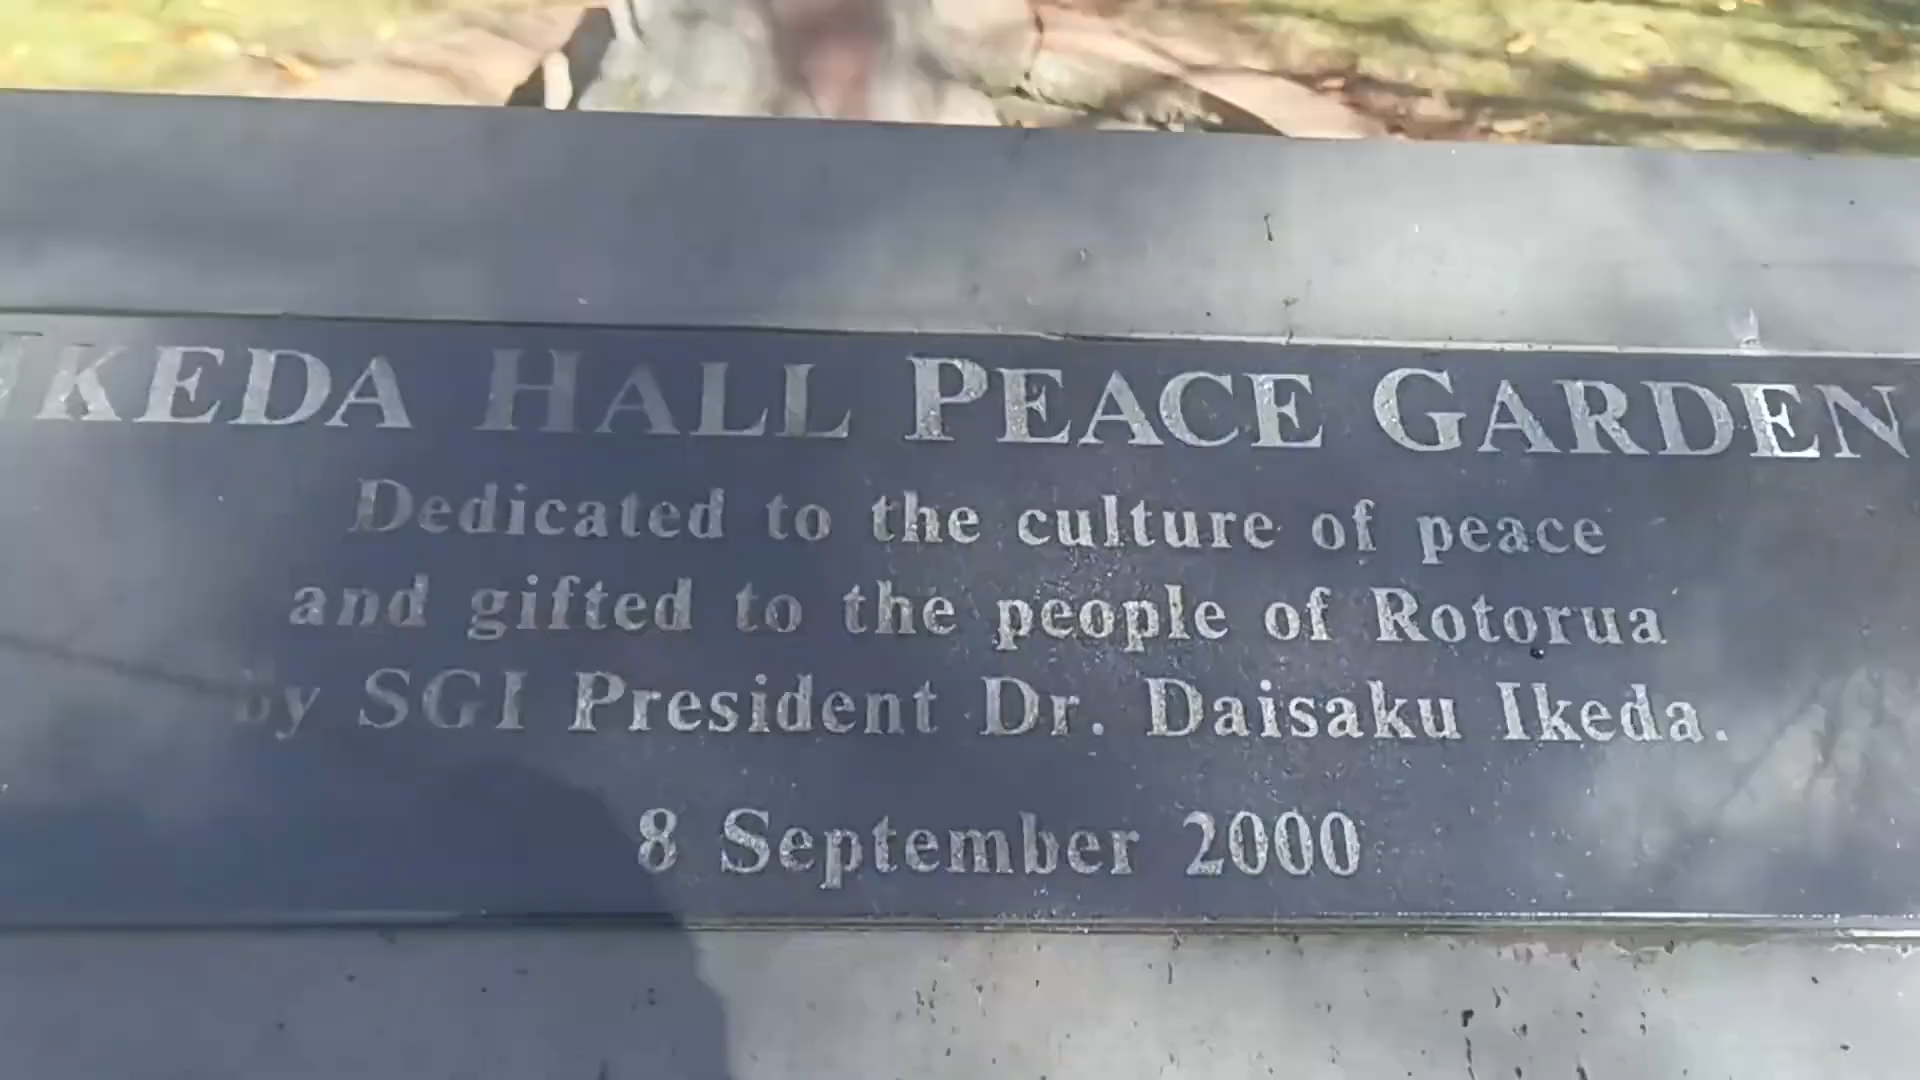 IKEDA HALL PEACE GARDEN
Dedicated to the culture of peace
and gifted to the people of Rotorua
by SGI President Dr. Daisaku Ikeda.
8 September 2000